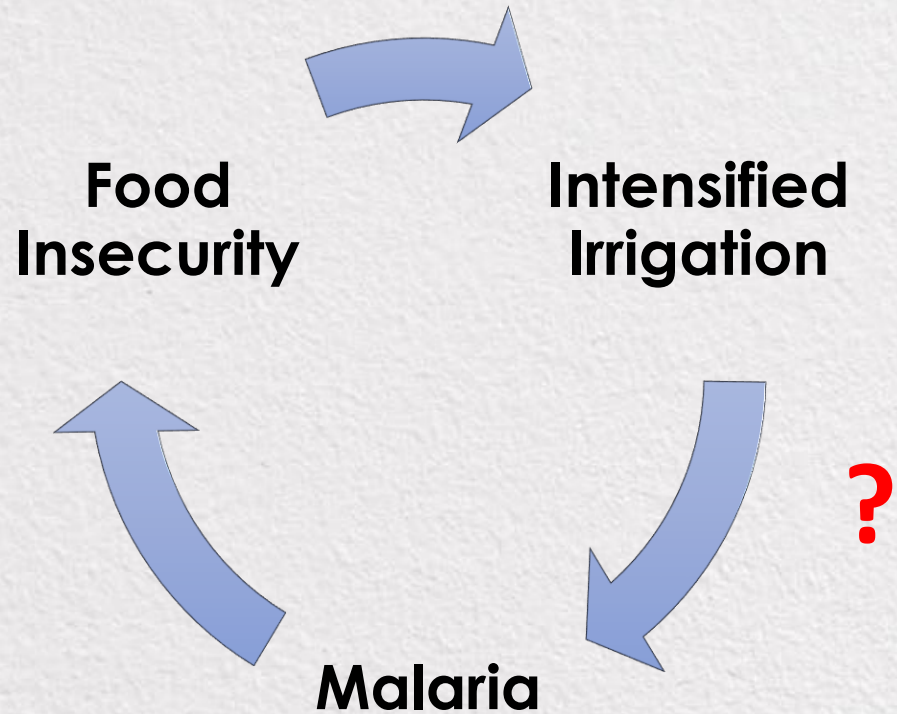 Food
Insecurity
Intensified
Irrigation
?
Malaria